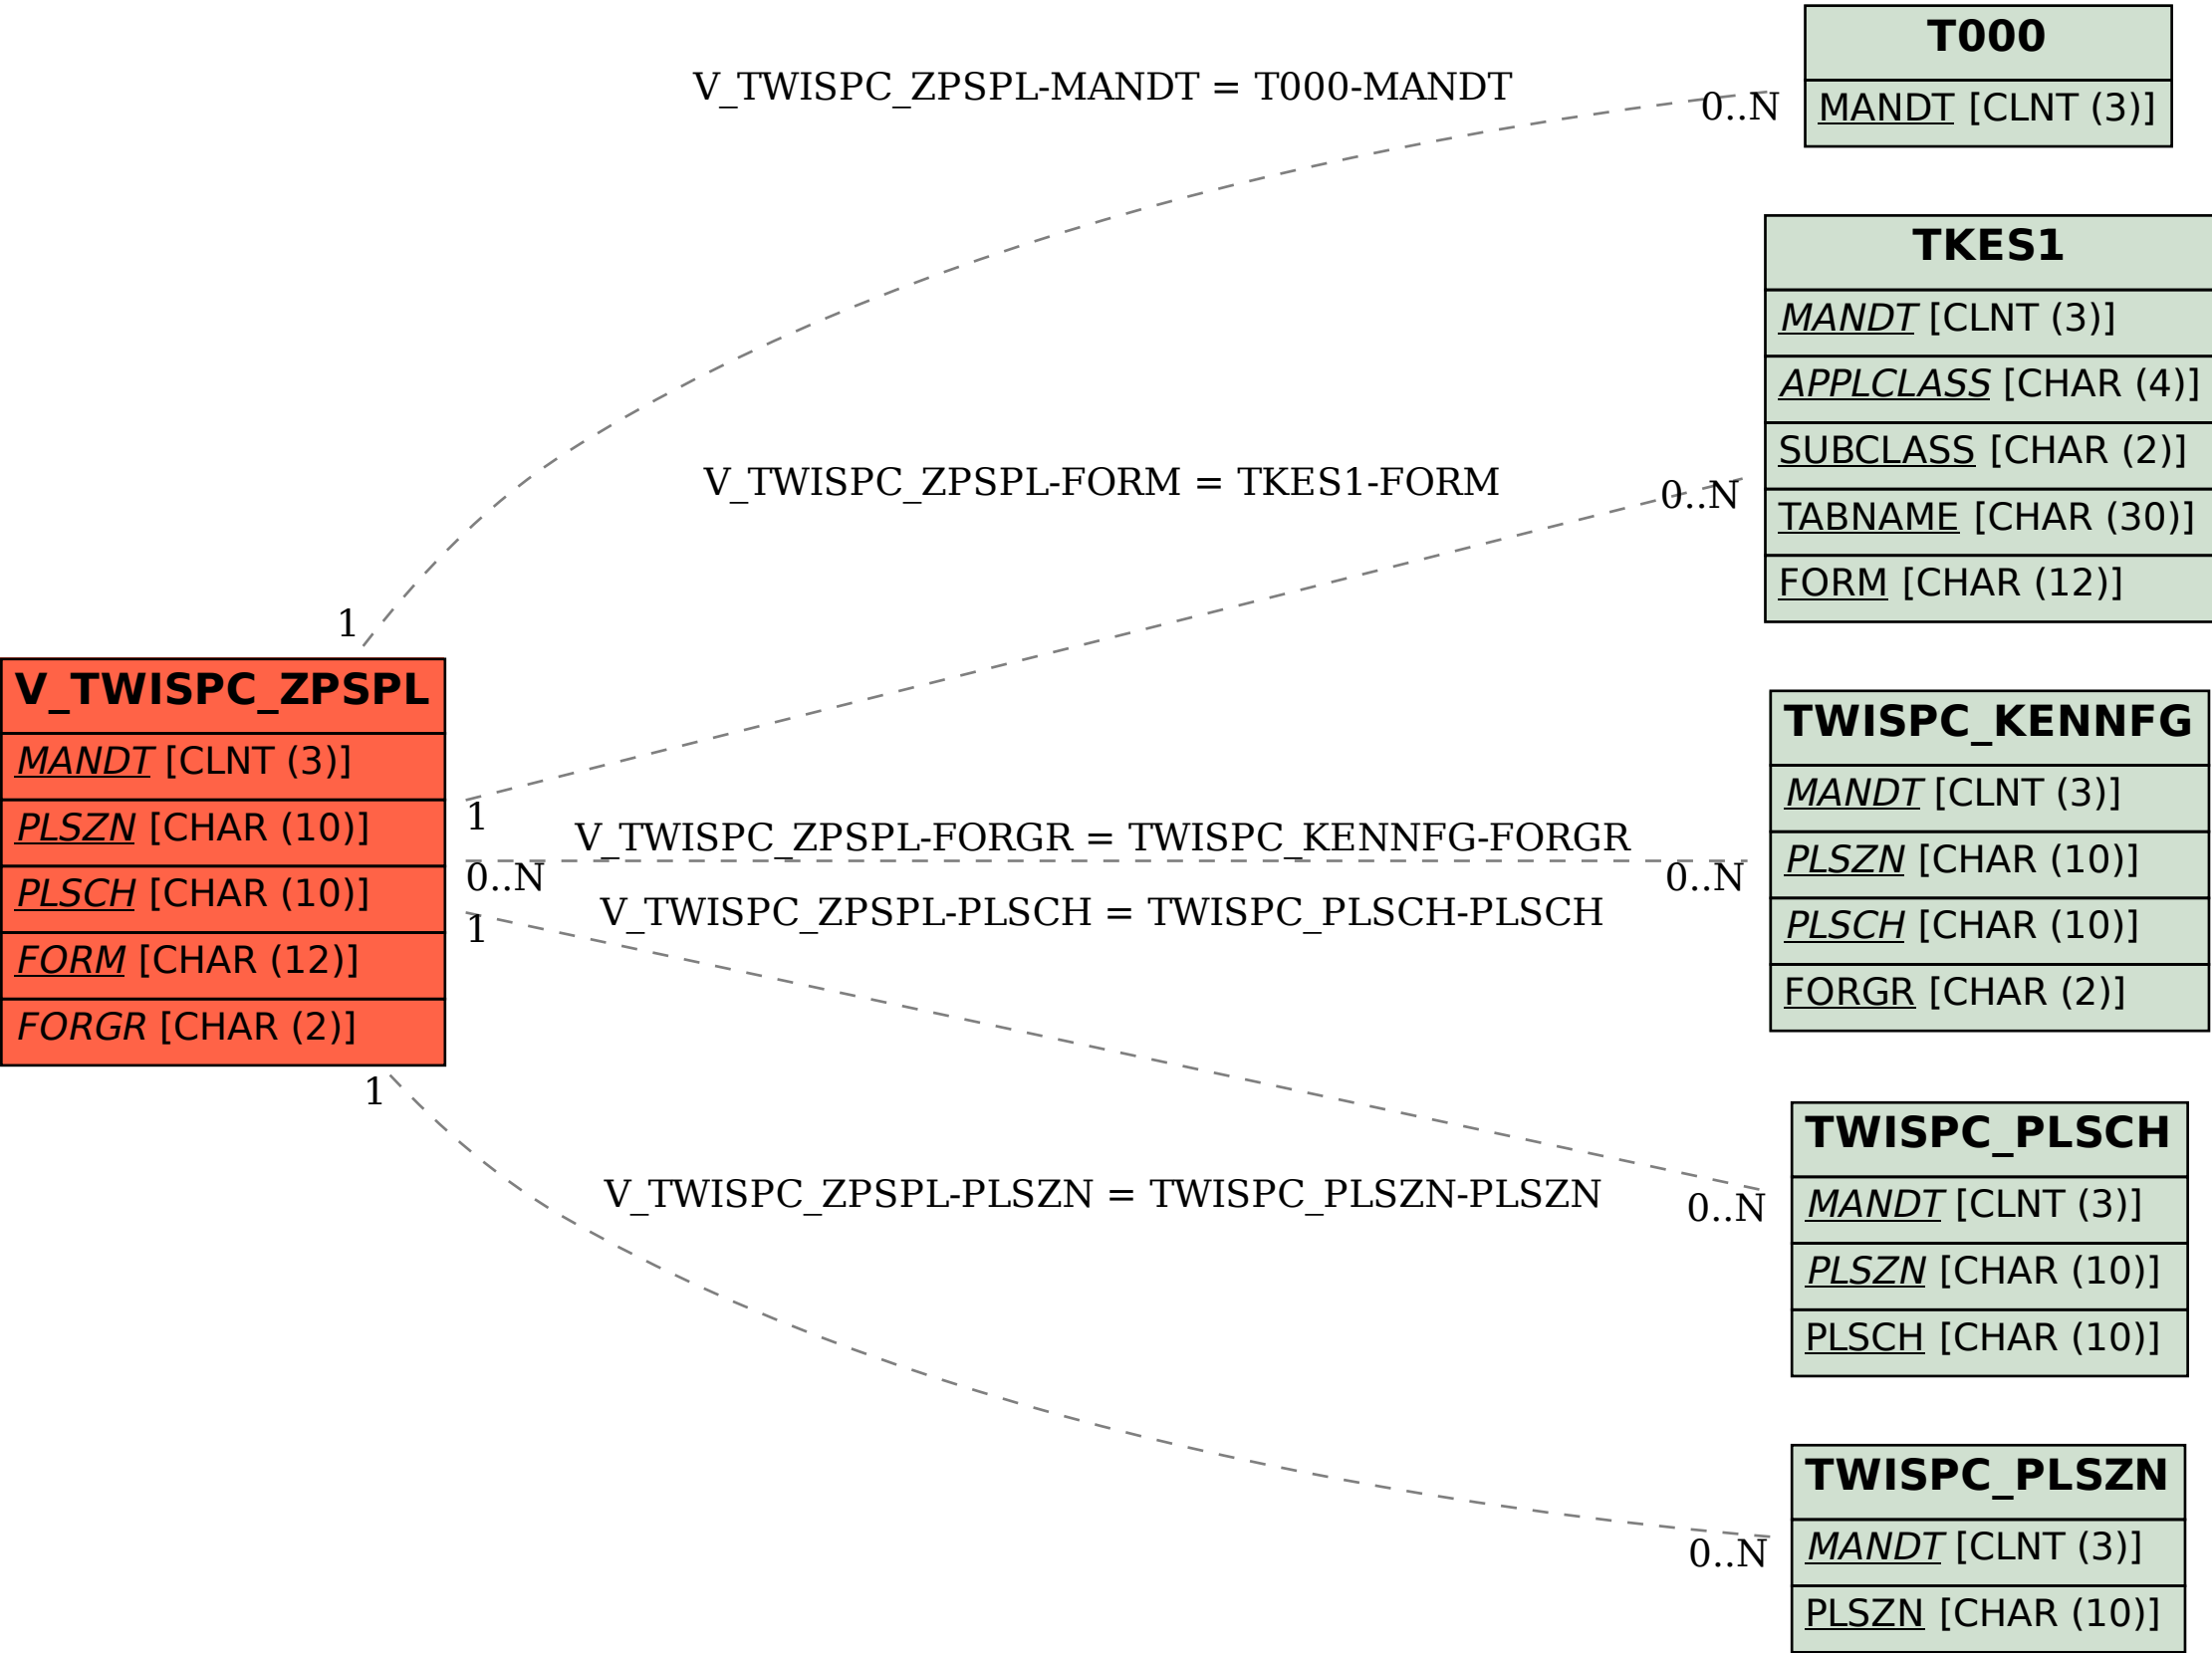 T000
MANDT [CLNT (3)]
V_TWISPC_ZPSPL-MANDT = T000-MANDT
0..N
1
TKES1
MANDT [CLNT (3)]
APPLCLASS [CHAR (4)]
SUBCLASS [CHAR (2)]
TABNAME [CHAR (30)]
FORM [CHAR (12)]
V_TWISPC_ZPSPL-FORM = TKES1-FORM
0..N
1
V_TWISPC_ZPSPL
MANDT [CLNT (3)]
PLSZN [CHAR (10)]
PLSCH [CHAR (10)]
FORM [CHAR (12)]
FORGR [CHAR (2)]
V_TWISPC_ZPSPL-FORGR = TWISPC_KENNFG-FORGR
0..N
0..N
TWISPC_KENNFG
MANDT [CLNT (3)]
PLSZN [CHAR (10)]
PLSCH [CHAR (10)]
FORGR [CHAR (2)]
V_TWISPC_ZPSPL-PLSCH = TWISPC_PLSCH-PLSCH
1
0..N
TWISPC_PLSCH
MANDT [CLNT (3)]
PLSZN [CHAR (10)]
PLSCH [CHAR (10)]
1
V_TWISPC_ZPSPL-PLSZN = TWISPC_PLSZN-PLSZN
0..N
TWISPC_PLSZN
MANDT [CLNT (3)]
PLSZN [CHAR (10)]